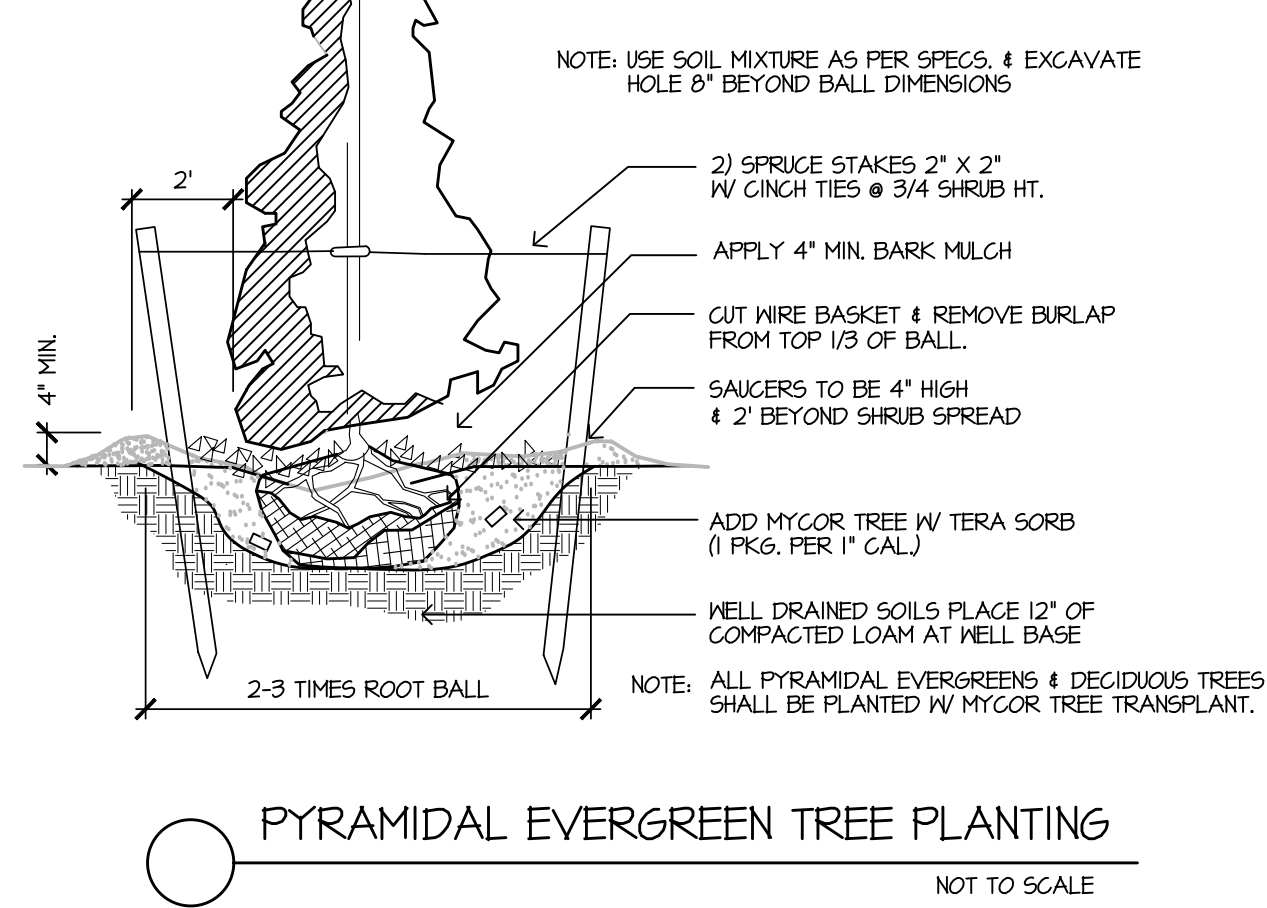 NOTE: USE SOIL MIXTURE AS PER SPECS. & EXCAVATE
HOLE 8" BEYOND BALL DIMENSIONS
2) SPRUCE STAKES 2" X 2"
W/ CINCH TIES @ 3/4 SHRUB HT.
2'
APPLY 4" MIN. BARK MULCH
CUT WIRE BASKET & REMOVE BURLAP
FROM TOP 1/3 OF BALL.
4" MIN.
SAUCERS TO BE 4" HIGH
& 2' BEYOND SHRUB SPREAD
ADD MYCOR TREE W/ TERA SORB
(1 PKG. PER 1" CAL.)
WELL DRAINED SOILS PLACE 12" OF
COMPACTED LOAM AT WELL BASE
2-3 TIMES ROOT BALL
NOTE: ALL PYRAMIDAL EVERGREENS & DECIDUOUS TREES
SHALL BE PLANTED W/ MYCOR TREE TRANSPLANT.
PYRAMIDAL EVERGREEN TREE PLANTING
NOT TO SCALE